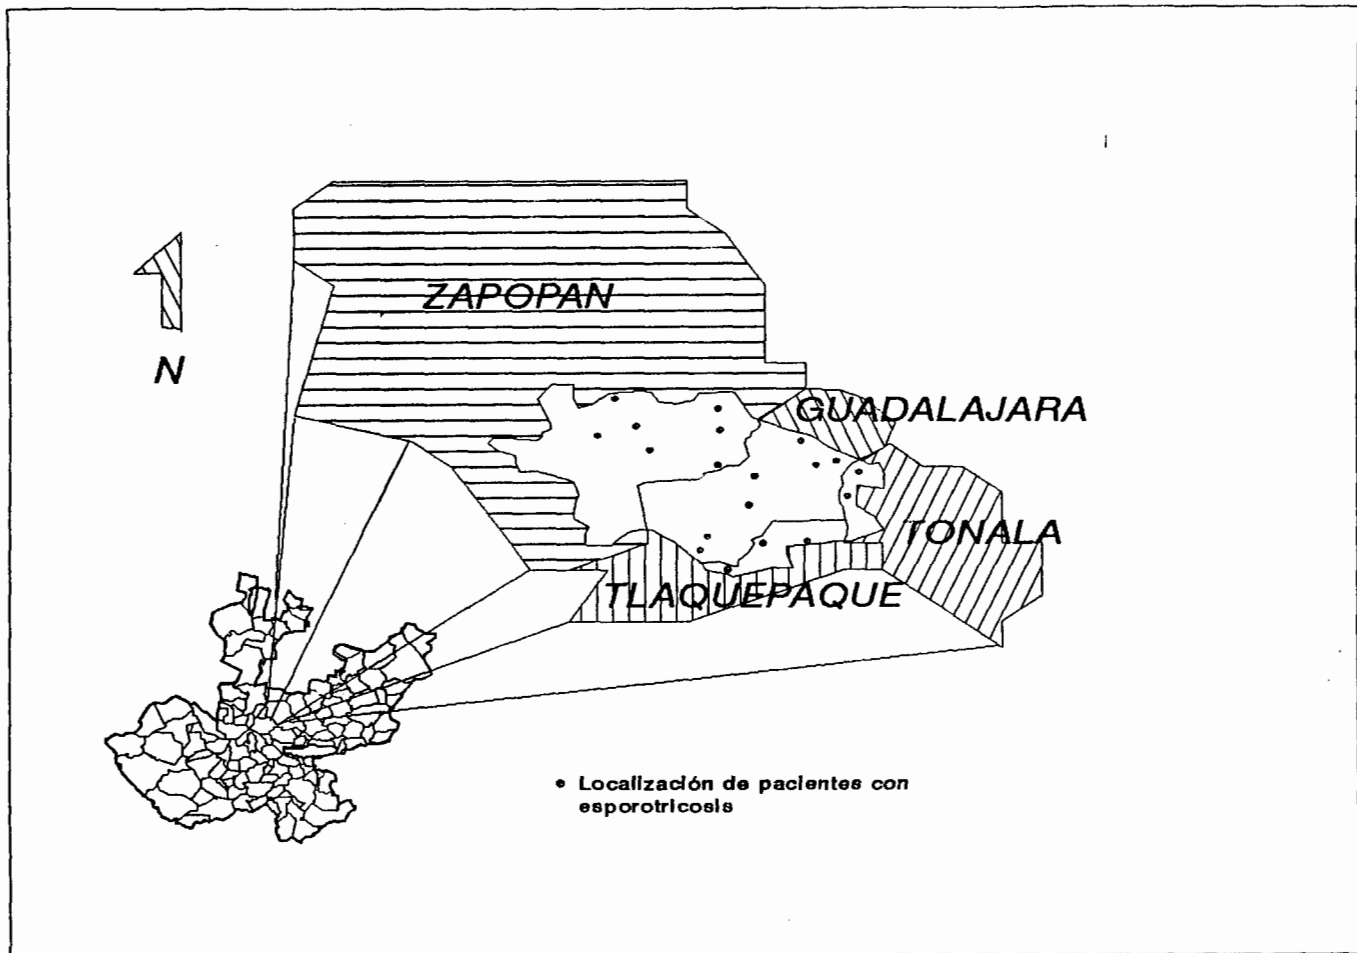 ZAPOPAN
N
GUADALAJARA
TONALA
TLAQUEPAQUE
Localización de pacientes con
esporotricosis